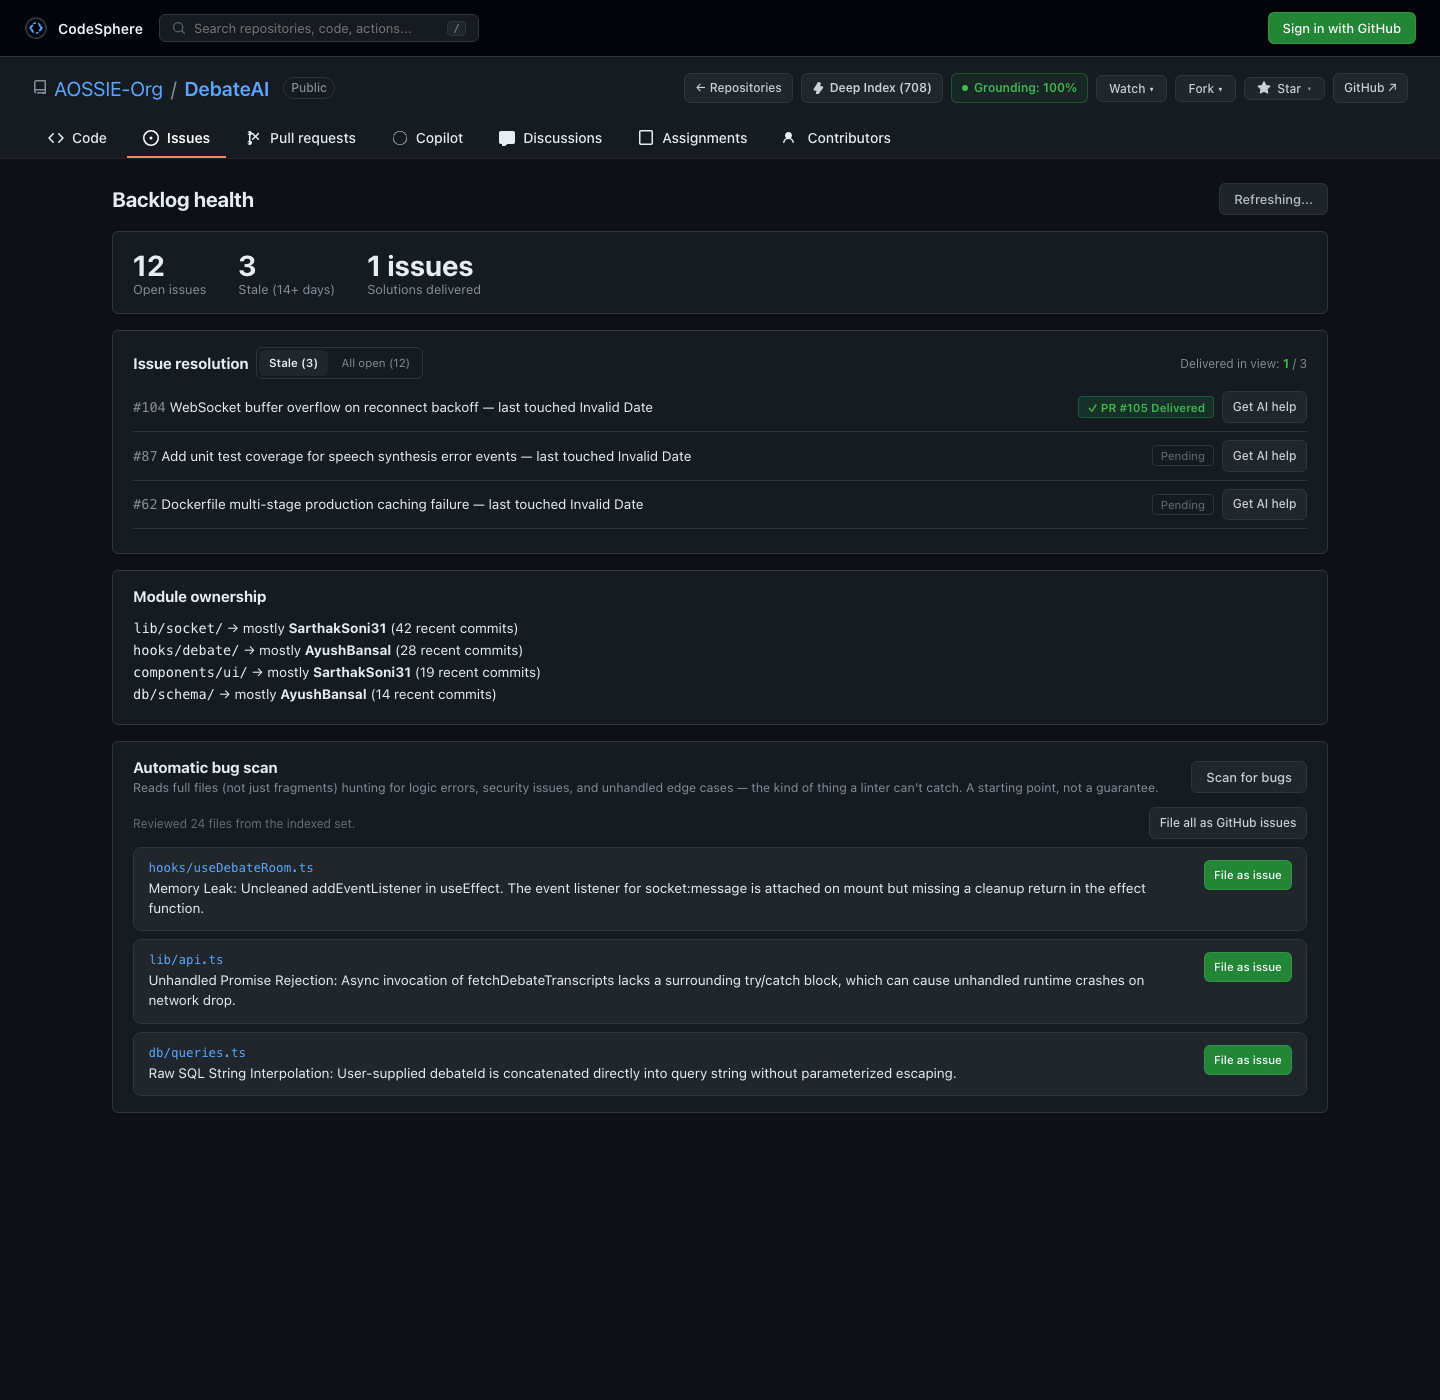 CodeSphere
Search repositories, code, actions...
/
Sign in with GitHub
AOSSIE-Org / DebateAI
Public
← Repositories
Deep Index (708)
Grounding: 100%
Watch ▾
Fork ▾
Star ▾
GitHub ↗
Code
Issues
Pull requests
Copilot
Discussions
Assignments
Contributors
Backlog health
Refreshing...
12
Open issues
3
Stale (14+ days)
1 issues
Solutions delivered
Issue resolution
Stale (3)
All open (12)
Delivered in view: 1 / 3
#104 WebSocket buffer overflow on reconnect backoff — last touched Invalid Date
✓ PR #105 Delivered
Get AI help
#87 Add unit test coverage for speech synthesis error events — last touched Invalid Date
Pending
Get AI help
#62 Dockerfile multi-stage production caching failure — last touched Invalid Date
Pending
Get AI help
Module ownership
lib/socket/ → mostly SarthakSoni31 (42 recent commits)
hooks/debate/ → mostly AyushBansal (28 recent commits)
components/ui/ → mostly SarthakSoni31 (19 recent commits)
db/schema/ → mostly AyushBansal (14 recent commits)
Automatic bug scan
Reads full files (not just fragments) hunting for logic errors, security issues, and unhandled edge cases — the kind of thing a linter can't catch. A starting point, not a guarantee.
Scan for bugs
Reviewed 24 files from the indexed set.
File all as GitHub issues
hooks/useDebateRoom.ts
Memory Leak: Uncleaned addEventListener in useEffect. The event listener for socket:message is attached on mount but missing a cleanup return in the effect
function.
File as issue
lib/api.ts
Unhandled Promise Rejection: Async invocation of fetchDebateTranscripts lacks a surrounding try/catch block, which can cause unhandled runtime crashes on
network drop.
File as issue
db/queries.ts
Raw SQL String Interpolation: User-supplied debateId is concatenated directly into query string without parameterized escaping.
File as issue